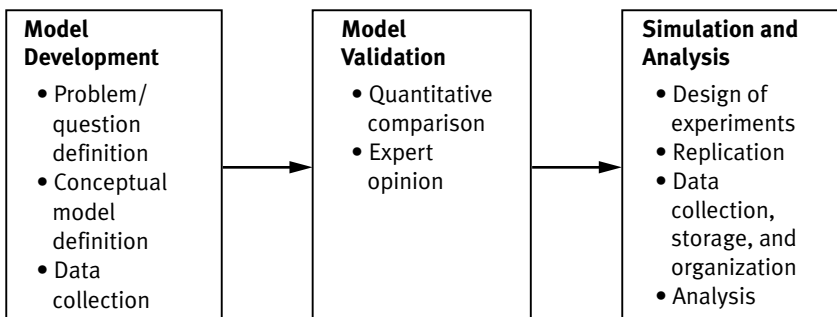 Model
Development
• Problem/
question
definition
• Conceptual
model
definition
• Data
collection
Model
Validation
• Quantitative
comparison
• Expert
opinion
Simulation and
Analysis
• Design of
experiments
• Replication
• Data
collection,
storage, and
organization
• Analysis